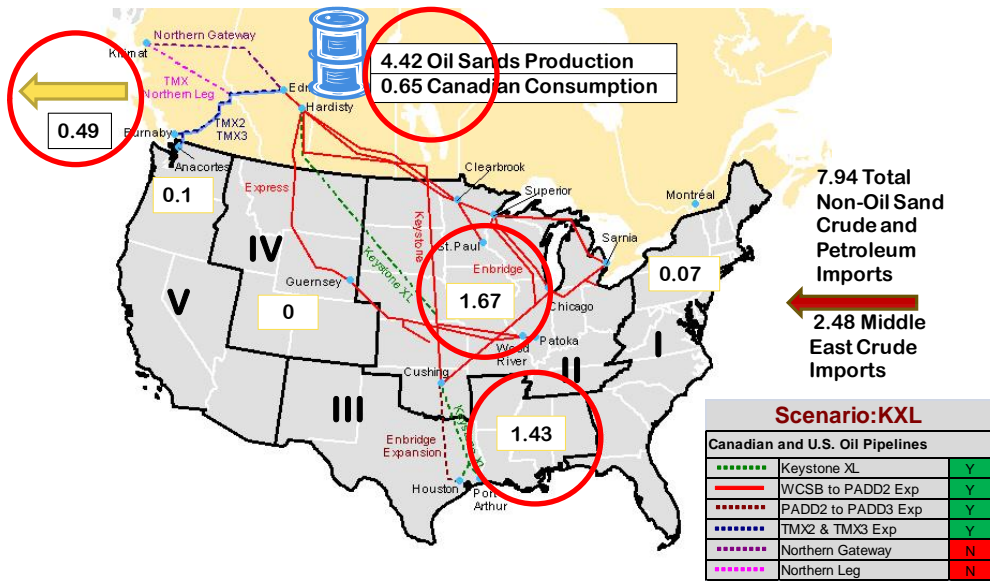 Northern Gateway
Kitimat
4.42 Oil Sands Production
0.65 Canadian Consumption
TMX
Northern Leg
Hardisty
0.49
TMX2
TMX3
Burnaby
Anacortes
Clearbrook
Superior
Montréal
7.94 Total
Non-Oil Sand
Crude and
Petroleum
Imports
0.1
Express
Keystone
St.Paul
Sarnia
IV
Keystone XL
Enbridge
0.07
Guernsey
1.67
V
0
Chicago
2.48 Middle
East Crude
Imports
Wood
River
Patoka
I
II
Cushing
III
Keystone XL
1.43
Enbridge
Expansion
Houston
Port
Arthur
Scenario:KXL
Canadian and U.S. Oil Pipelines
Keystone XL Y
WCSB to PADD2 Exp Y
PADD2 to PADD3 Exp Y
TMX2 & TMX3 Exp Y
Northern Gateway N
Northern Leg N